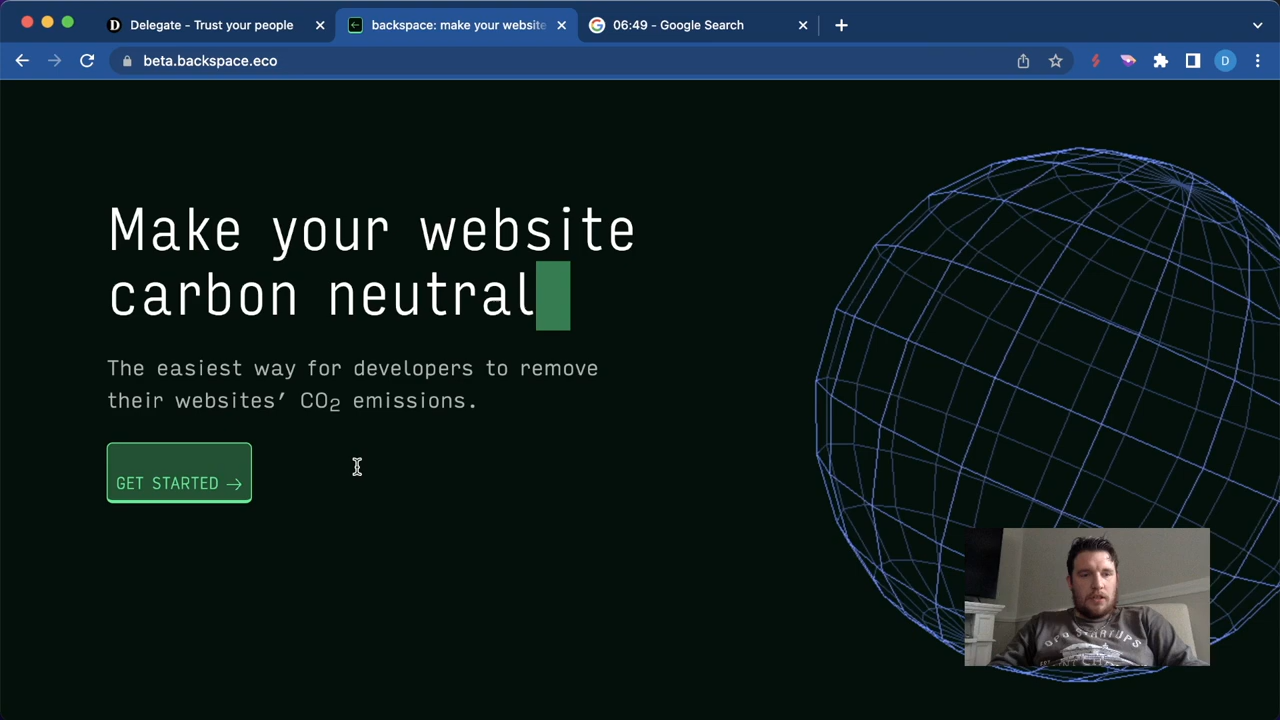 Delegate - Trust your people
backspace: make your website
06:49 - Google Search
beta.backspace.eco
D
Make your website
carbon neutral
The easiest way for developers to remove
their websites’ CO₂ emissions.
GET STARTED →
STARTUPS